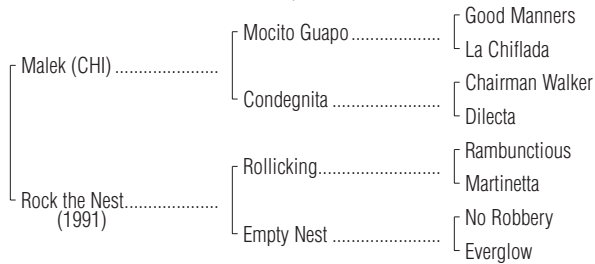 Good Manners
Mocito Guapo....................
La Chiflada
Malek (CHI) .......................
Chairman Walker
Condegnita ........................
Dilecta
Rambunctious
Rollicking...........................
Martinetta
Rock the Nest.....................
(1991)
No Robbery
Empty Nest ........................
Everglow